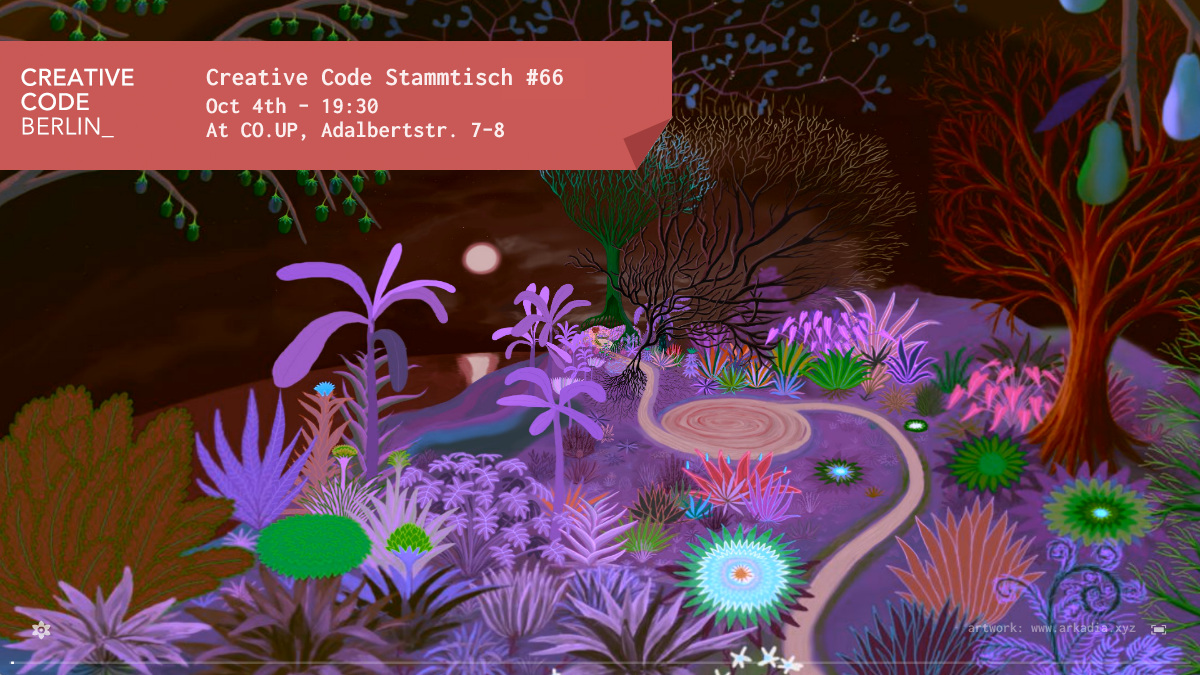 CREATIVE
CODE
BERLIN_
Creative Code Stammtisch #66
Oct 4th – 19:30
At CO.UP, Adalbertstr. 7-8
artwork: www.arkadia.xyz